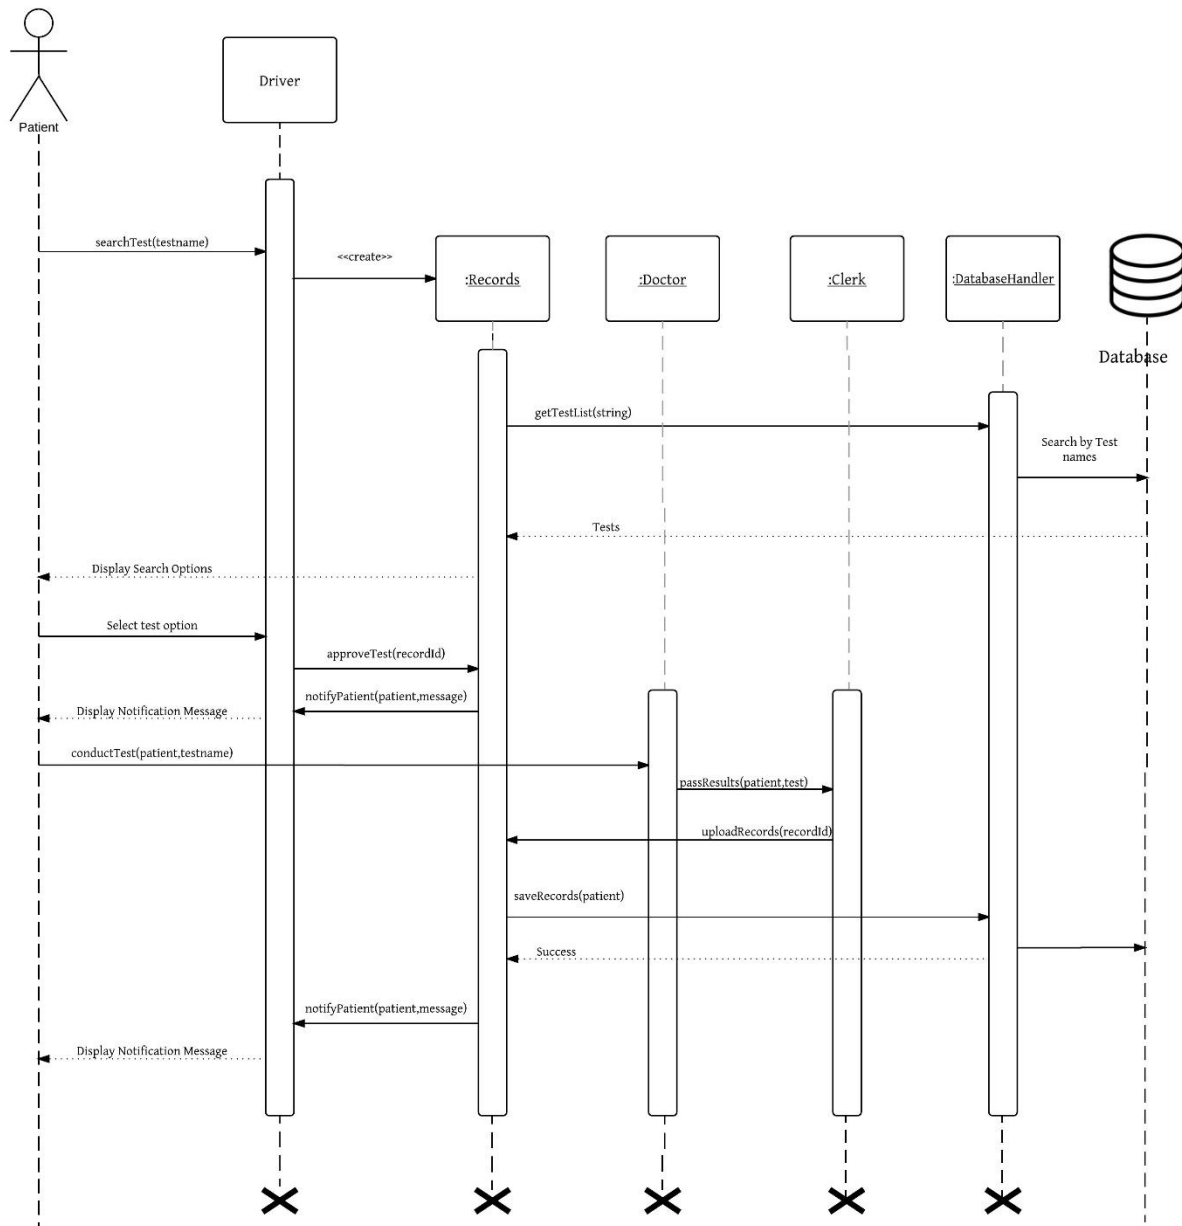 Patient
Driver
searchTest(testname)
<<create>>
:Records
:Doctor
:Clerk
:DatabaseHandler
Database
getTestList(string)
Search by Test
names
Tests
Display Search Options
Select test option
approveTest(recordId)
notifyPatient(patient,message)
Display Notification Message
conductTest(patient,testname)
passResults(patient,test)
uploadRecords(recordId)
saveRecords(patient)
Success
notifyPatient(patient,message)
Display Notification Message